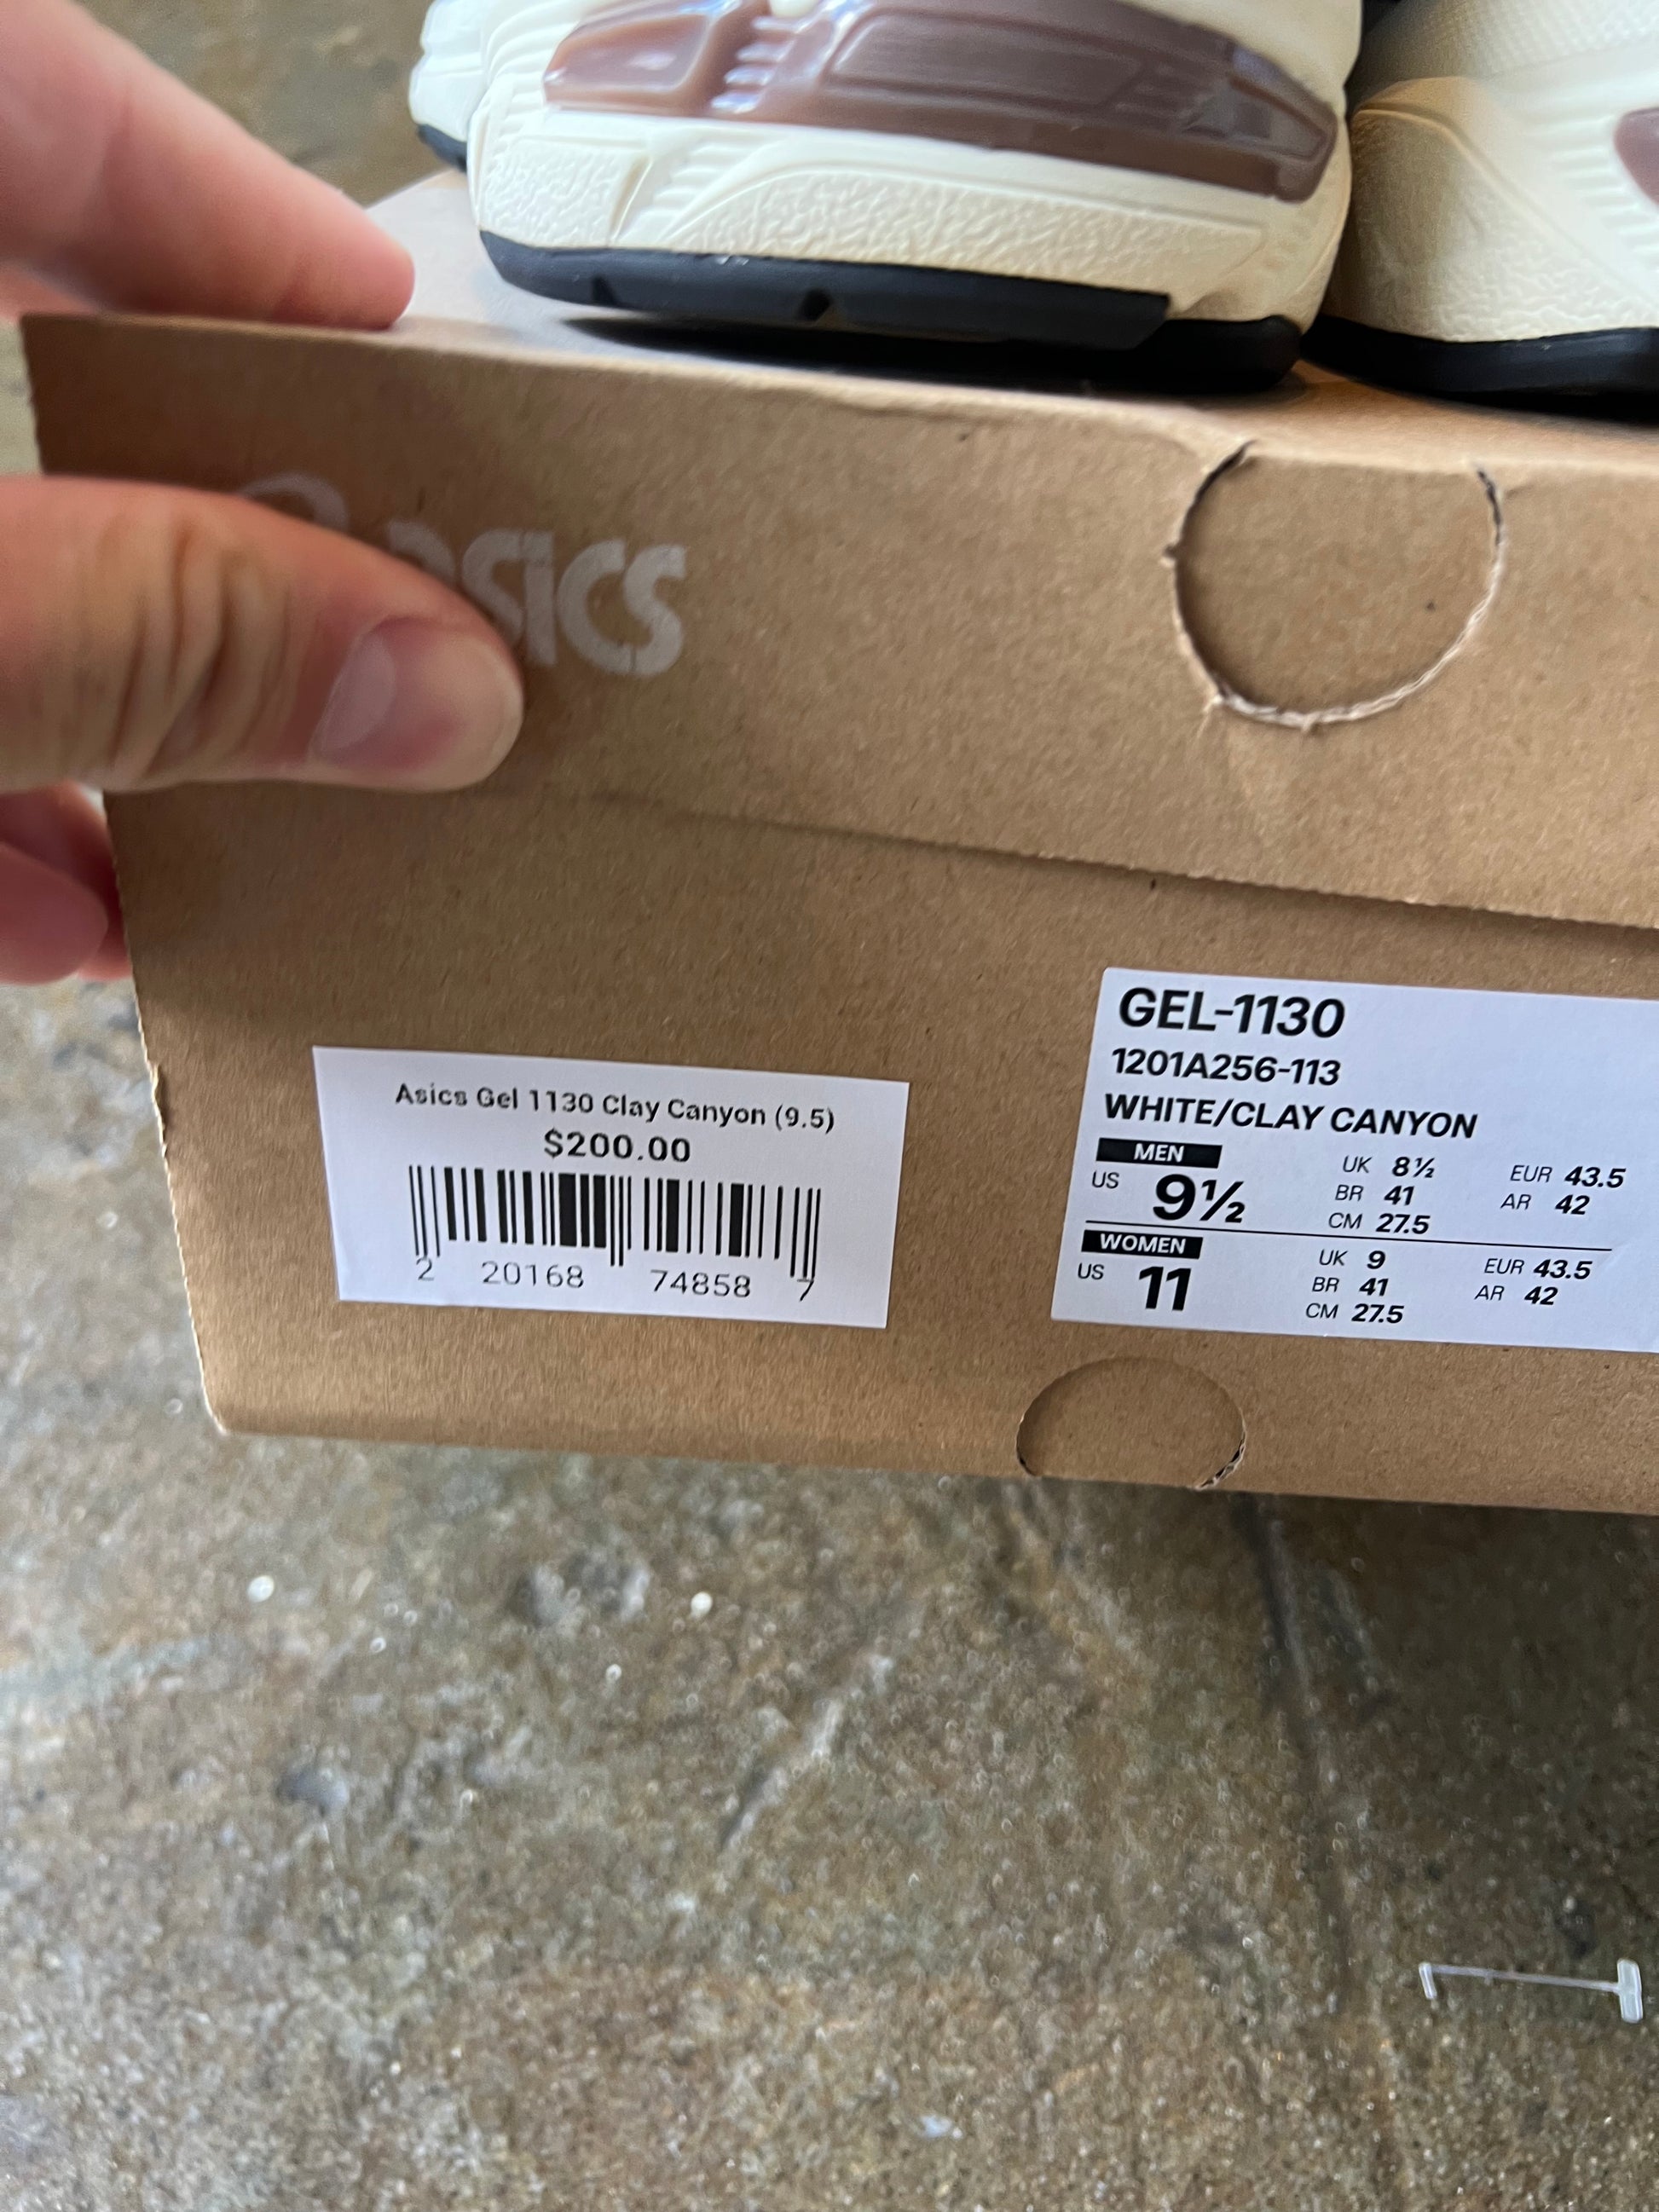 asics
Asics Gel 1130 Clay Canyon (9.5)
$200.00
2 20168 74858 7
GEL-1130
1201A256-113
WHITE/CLAY CANYON
MEN
US 9½ UK 8½ EUR 43.5
BR 41 AR 42
CM 27.5
WOMEN
US 11 UK 9 EUR 43.5
BR 41 AR 42
CM 27.5